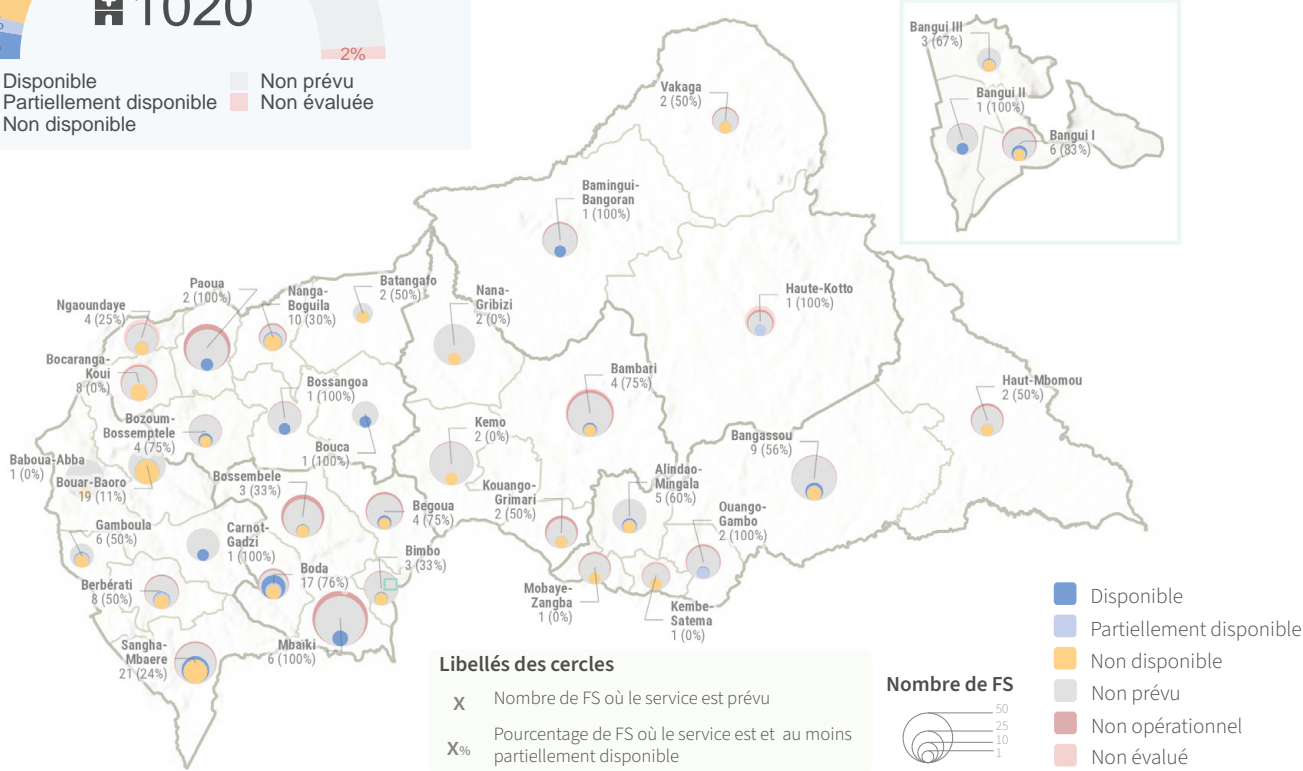 1020
%
2%
Disponible
Non prévu
Partiellement disponible
Non évaluée
Non disponible
Bangui III
3 (67%)
Bangui II
1 (100%)
Bangui I
6 (83%)
Vakaga
2 (50%)
Bamingui-
Bangoran
1 (100%)
Haute-Kotto
1 (100%)
Paoua
2 (100%)
Nanga-
Boguila
10 (30%)
Batangafo
2 (50%)
Nana-
Gribizi
2 (0%)
Ngaoundaye
4 (25%)
Bocaranga-
Koui
8 (0%)
Bossangoa
1 (100%)
Bambari
4 (75%)
Haut-Mbomou
2 (50%)
Bozoum-
Bossemptele
4 (75%)
Bouca
1 (100%)
Kemo
2 (0%)
Bangassou
9 (56%)
Baboua-Abba
1 (0%)
Bouar-Baoro
19 (11%)
Bossembele
3 (33%)
Begoua
4 (75%)
Kouango-
Grimari
2 (50%)
Alindao-
Mingala
5 (60%)
Ouango-
Gambo
2 (100%)
Gamboula
6 (50%)
Carnot-
Gadzi
1 (100%)
Bimbo
3 (33%)
Berbérati
8 (50%)
Boda
17 (76%)
Mobaye-
Zangba
1 (0%)
Kembe-
Satema
1 (0%)
Sangha-
Mbaere
21 (24%)
Mbaïki
6 (100%)
Libellés des cercles
X Nombre de FS où le service est prévu
X% Pourcentage de FS où le service est et au moins
partiellement disponible
Nombre de FS
50
25
10
1
Disponible
Partiellement disponible
Non disponible
Non prévu
Non opérationnel
Non évalué